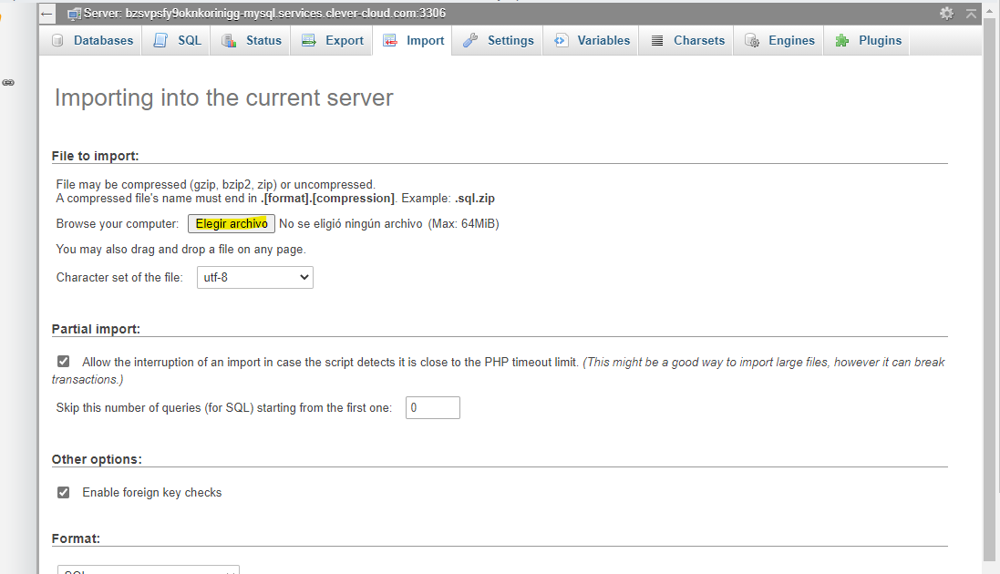 Server: bzsvpsfy9oknkorinigg-mysql.services.clever-cloud.com:3306
Databases SQL Status Export Import Settings Variables Charsets Engines Plugins
Importing into the current server
File to import:
File may be compressed (gzip, bzip2, zip) or uncompressed.
A compressed file's name must end in .[format].[compression]. Example: .sql.zip
Browse your computer: Elegir archivo No se eligió ningún archivo (Max: 64MiB)
You may also drag and drop a file on any page.
Character set of the file: utf-8
Partial import:
Allow the interruption of an import in case the script detects it is close to the PHP timeout limit. (This might be a good way to import large files, however it can break
transactions.)
Skip this number of queries (for SQL) starting from the first one: 0
Other options:
Enable foreign key checks
Format:
SQL